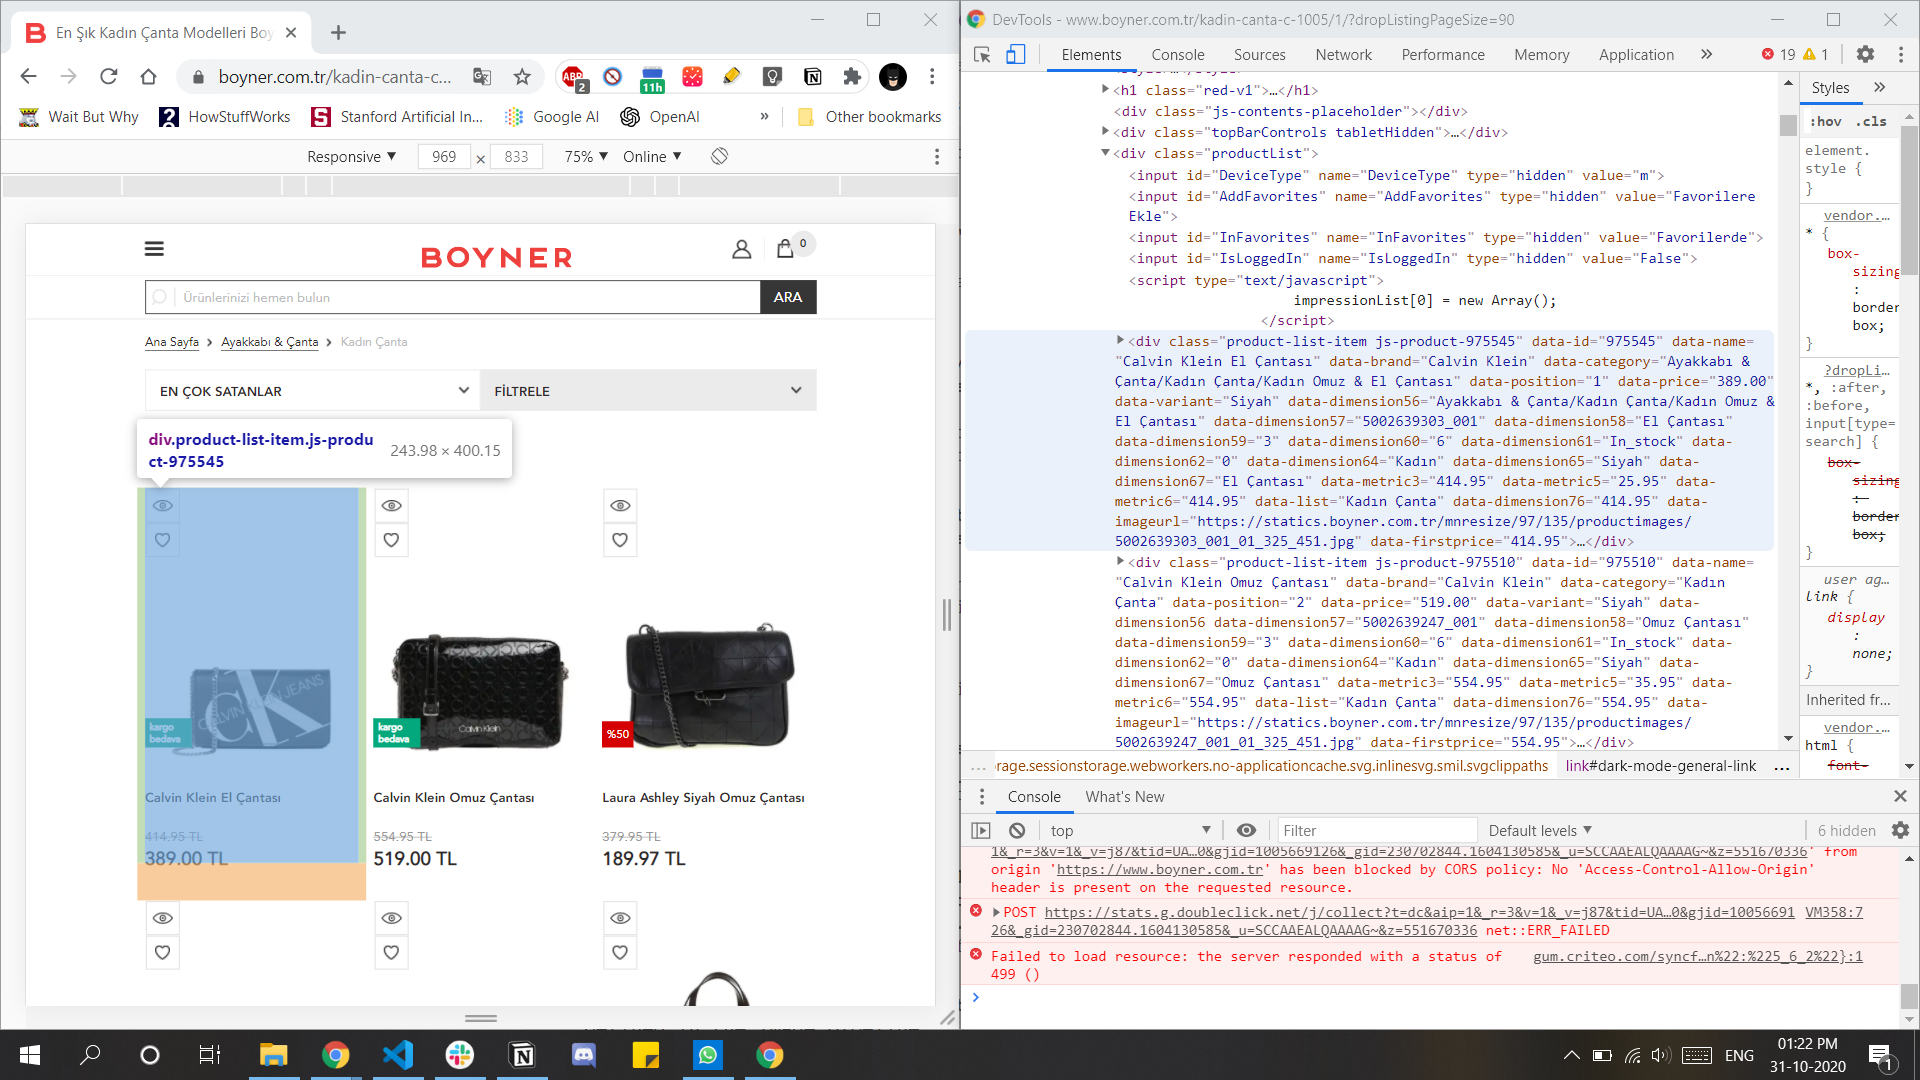 En Şık Kadın Çanta Modelleri Boy
boyner.com.tr/kadin-canta-c...
ABP
2
11h
Wait But Why
HowStuffWorks
Stanford Artificial In...
Google AI
OpenAI
»
Other bookmarks
Responsive ▼
969 × 833
75% ▼
Online ▼
BOYNER
0
Ürünlerinizi hemen bulun
ARA
Ana Sayfa > Ayakkabı & Çanta > Kadın Çanta
EN ÇOK SATANLAR
FİLTRELE
div.product-list-item.js-produ
ct-975545
243.98 × 400.15
CALVIN KLEIN JEANS
kargo
bedava
Calvin Klein
kargo
bedava
%50
Calvin Klein El Çantası
414.95 TL
389.00 TL
Calvin Klein Omuz Çantası
554.95 TL
519.00 TL
Laura Ashley Siyah Omuz Çantası
379.95 TL
189.97 TL
DevTools - www.boyner.com.tr/kadin-canta-c-1005/1/?dropListingPageSize=90
Elements
Console
Sources
Network
Performance
Memory
Application
»
19
1
<h1 class="red-v1">…</h1>
<div class="js-contents-placeholder"></div>
<div class="topBarControls tabletHidden">…</div>
<div class="productList">
<input id="DeviceType" name="DeviceType" type="hidden" value="m">
<input id="AddFavorites" name="AddFavorites" type="hidden" value="Favorilere
Ekle">
<input id="InFavorites" name="InFavorites" type="hidden" value="Favorilerde">
<input id="IsLoggedIn" name="IsLoggedIn" type="hidden" value="False">
<script type="text/javascript">
impressionList[0] = new Array();
</script>
<div class="product-list-item js-product-975545" data-id="975545" data-name=
"Calvin Klein El Çantası" data-brand="Calvin Klein" data-category="Ayakkabı &
Çanta/Kadın Çanta/Kadın Omuz & El Çantası" data-position="1" data-price="389.00"
data-variant="Siyah" data-dimension56="Ayakkabı & Çanta/Kadın Çanta/Kadın Omuz &
El Çantası" data-dimension57="5002639303_001" data-dimension58="El Çantası"
data-dimension59="3" data-dimension60="6" data-dimension61="In_stock" data-
dimension62="0" data-dimension64="Kadın" data-dimension65="Siyah" data-
dimension67="El Çantası" data-metric3="414.95" data-metric5="25.95" data-
metric6="414.95" data-list="Kadın Çanta" data-dimension76="414.95" data-
imageurl="https://statics.boyner.com.tr/mnresize/97/135/productimages/
5002639303_001_01_325_451.jpg" data-firstprice="414.95">…</div>
<div class="product-list-item js-product-975510" data-id="975510" data-name=
"Calvin Klein Omuz Çantası" data-brand="Calvin Klein" data-category="Kadın
Çanta" data-position="2" data-price="519.00" data-variant="Siyah" data-
dimension56 data-dimension57="5002639247_001" data-dimension58="Omuz Çantası"
data-dimension59="3" data-dimension60="6" data-dimension61="In_stock" data-
dimension62="0" data-dimension64="Kadın" data-dimension65="Siyah" data-
dimension67="Omuz Çantası" data-metric3="554.95" data-metric5="35.95" data-
metric6="554.95" data-list="Kadın Çanta" data-dimension76="554.95" data-
imageurl="https://statics.boyner.com.tr/mnresize/97/135/productimages/
5002639247_001_01_325_451.jpg" data-firstprice="554.95">…</div>
... rage.sessionstorage.webworkers.no-applicationcache.svg.inlinesvg.smil.svgclippaths link#dark-mode-general-link ...
Styles »
:hov .cls
element.
style {
}
vendor.…
* {
box-
sizing
:
border
box;
}
?dropLi…
*, :after,
:before,
input[type=
search] {
box-
sizing
:
border
box;
}
user ag…
link {
display
:
none;
}
Inherited fr…
vendor.…
html {
font-
Console
What's New
top
Filter
Default levels ▼
6 hidden
1&_r=3&v=1&_v=j87&tid=UA…0&gjid=1005669126&_gid=230702844.1604130585&_u=SCCAAEALQAAAAG~&z=551670336' from
origin 'https://www.boyner.com.tr' has been blocked by CORS policy: No 'Access-Control-Allow-Origin'
header is present on the requested resource.
POST https://stats.g.doubleclick.net/j/collect?t=dc&aip=1&_r=3&v=1&_v=j87&tid=UA…0&gjid=10056691 VM358:7
26&_gid=230702844.1604130585&_u=SCCAAEALQAAAAG~&z=551670336 net::ERR_FAILED
Failed to load resource: the server responded with a status of gum.criteo.com/syncf…n%22:%225_6_2%22}:1
499 ()
ENG
01:22 PM
31-10-2020
1